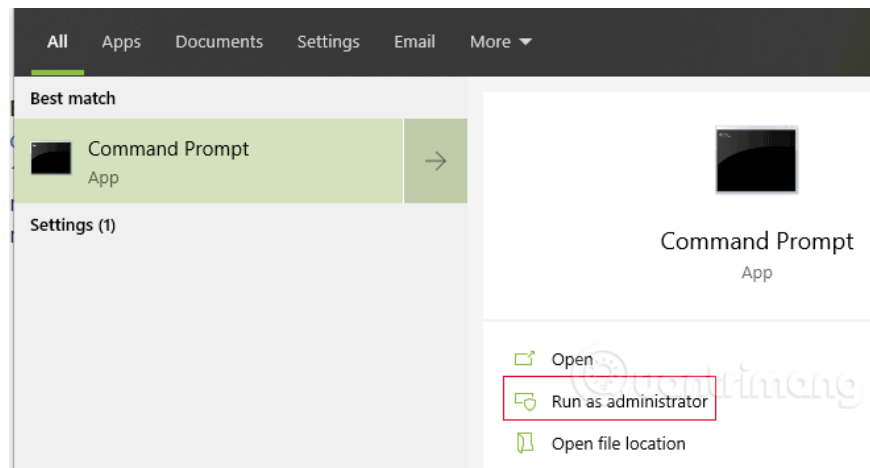 All Apps Documents Settings Email More
Best match
Command Prompt
App
Settings (1)
Command Prompt
App
Open
Run as administrator
Open file location
uantrimang